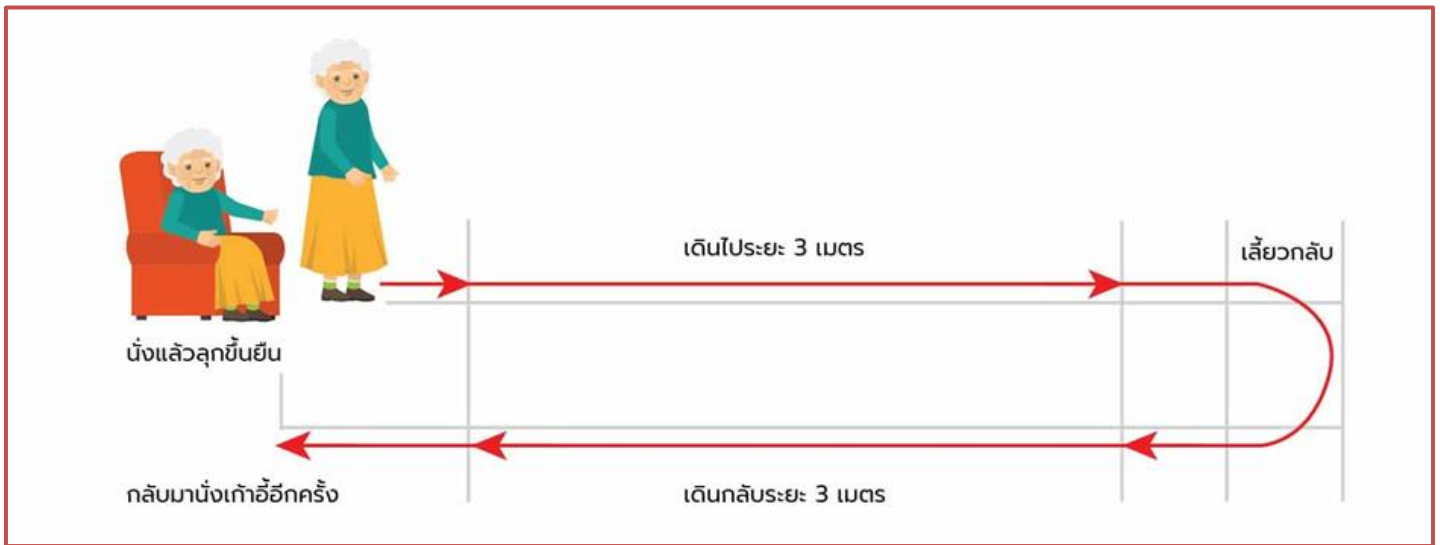 เดินไประยะ 3 เมตร
เลี้ยวกลับ
นั่งแล้วลุกขึ้นยืน
กลับมานั่งเก้าอี้อีกครั้ง
เดินกลับระยะ 3 เมตร